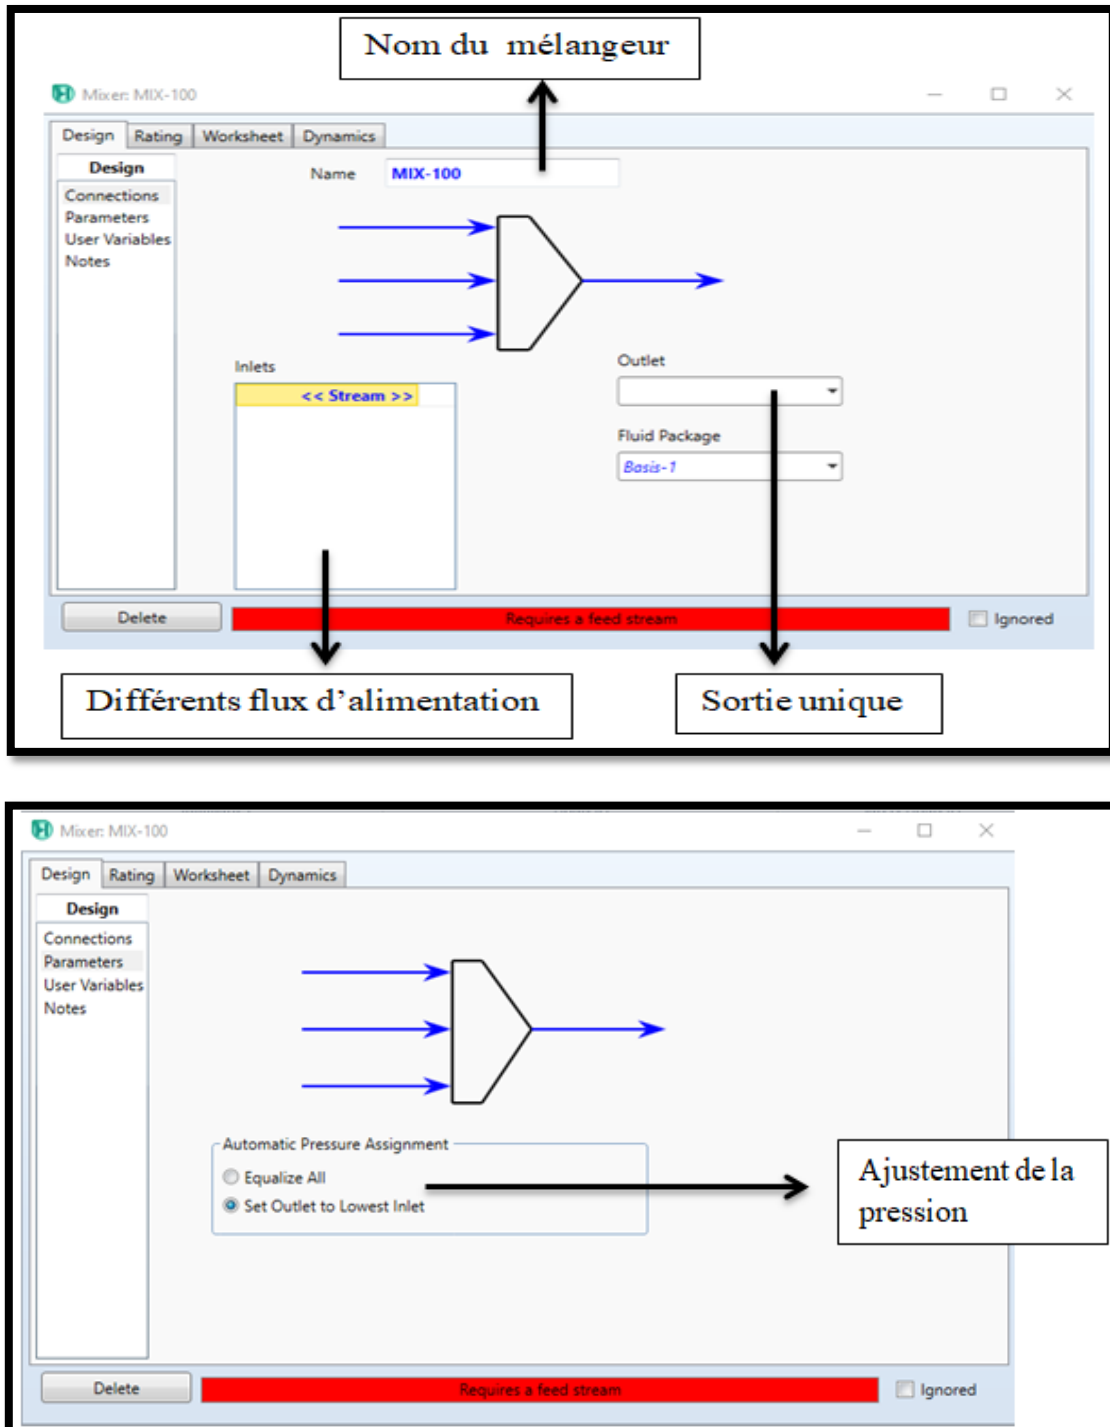 Nom du mélangeur
Mixer: MIX-100
Design Rating Worksheet Dynamics
Design
Connections
Parameters
User Variables
Notes
Name MIX-100
Inlets
<< Stream >>
Outlet
Fluid Package
Basis-1
Delete
Requires a feed stream
Ignored
Différents flux d’alimentation
Sortie unique
Mixer: MIX-100
Design Rating Worksheet Dynamics
Design
Connections
Parameters
User Variables
Notes
Automatic Pressure Assignment
Equalize All
Set Outlet to Lowest Inlet
Ajustement de la
pression
Delete
Requires a feed stream
Ignored